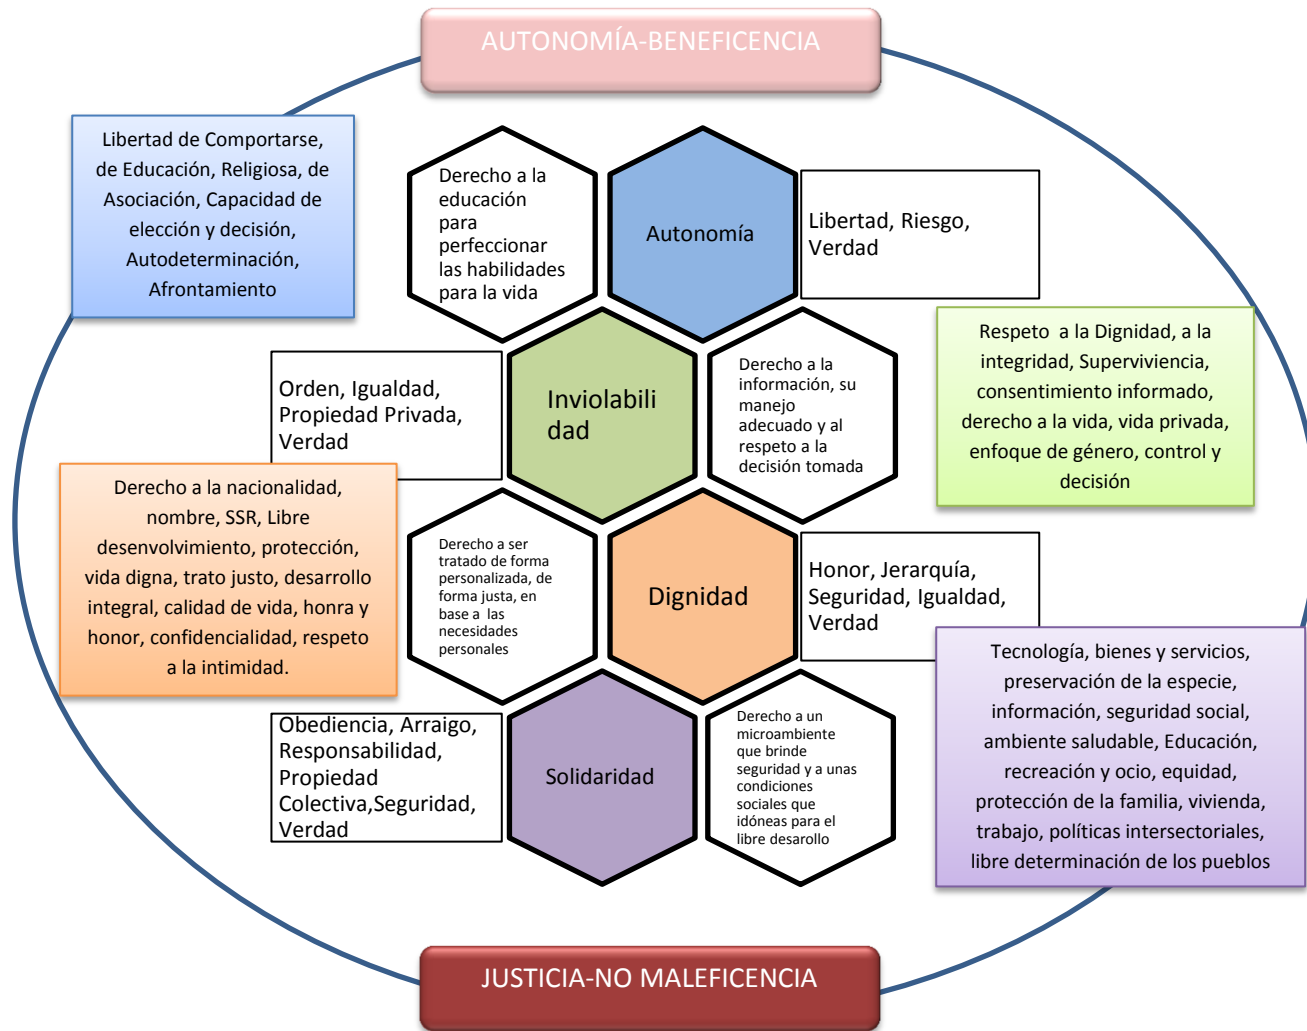 AUTONOMÍA-BENEFICENCIA
Libertad de Comportarse,
de Educación, Religiosa, de
Asociación, Capacidad de
elección y decisión,
Autodeterminación,
Afrontamiento
Derecho a la
educación
para
perfeccionar
las habilidades
para la vida
Autonomía
Libertad, Riesgo,
Verdad
Orden, Igualdad,
Propiedad Privada,
Verdad
Inviolabili
dad
Derecho a la
información, su
manejo
adecuado y al
respeto a la
decisión tomada
Respeto a la Dignidad, a la
integridad, Superviviencia,
consentimiento informado,
derecho a la vida, vida privada,
enfoque de género, control y
decisión
Derecho a la nacionalidad,
nombre, SSR, Libre
desenvolvimiento, protección,
vida digna, trato justo, desarrollo
integral, calidad de vida, honra y
honor, confidencialidad, respeto
a la intimidad.
Derecho a ser
tratado de forma
personalizada, de
forma justa, en
base a las
necesidades
personales
Dignidad
Honor, Jerarquía,
Seguridad, Igualdad,
Verdad
Obediencia, Arraigo,
Responsabilidad,
Propiedad
Colectiva,Seguridad,
Verdad
Solidaridad
Derecho a un
microambiente
que brinde
seguridad y a unas
condiciones
sociales que
idóneas para el
libre desarollo
Tecnología, bienes y servicios,
preservación de la especie,
información, seguridad social,
ambiente saludable, Educación,
recreación y ocio, equidad,
protección de la familia, vivienda,
trabajo, políticas intersectoriales,
libre determinación de los pueblos
JUSTICIA-NO MALEFICENCIA